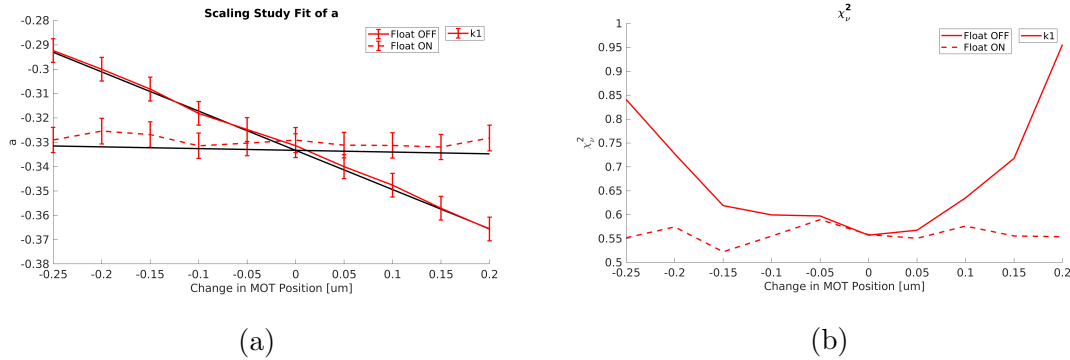 Scaling Study Fit of a
-0.28
-0.29
-0.3
-0.31
-0.32
-0.33
-0.34
-0.35
-0.36
-0.37
-0.38
a
-0.25 -0.2 -0.15 -0.1 -0.05 0 0.05 0.1 0.15 0.2
Change in MOT Position [um]
Float OFF
Float ON
k1
(a)
χ²ᵥ
1
0.95
0.9
0.85
0.8
0.75
0.7
0.65
0.6
0.55
0.5
χ²ᵥ
-0.25 -0.2 -0.15 -0.1 -0.05 0 0.05 0.1 0.15 0.2
Change in MOT Position [um]
Float OFF
Float ON
k1
(b)